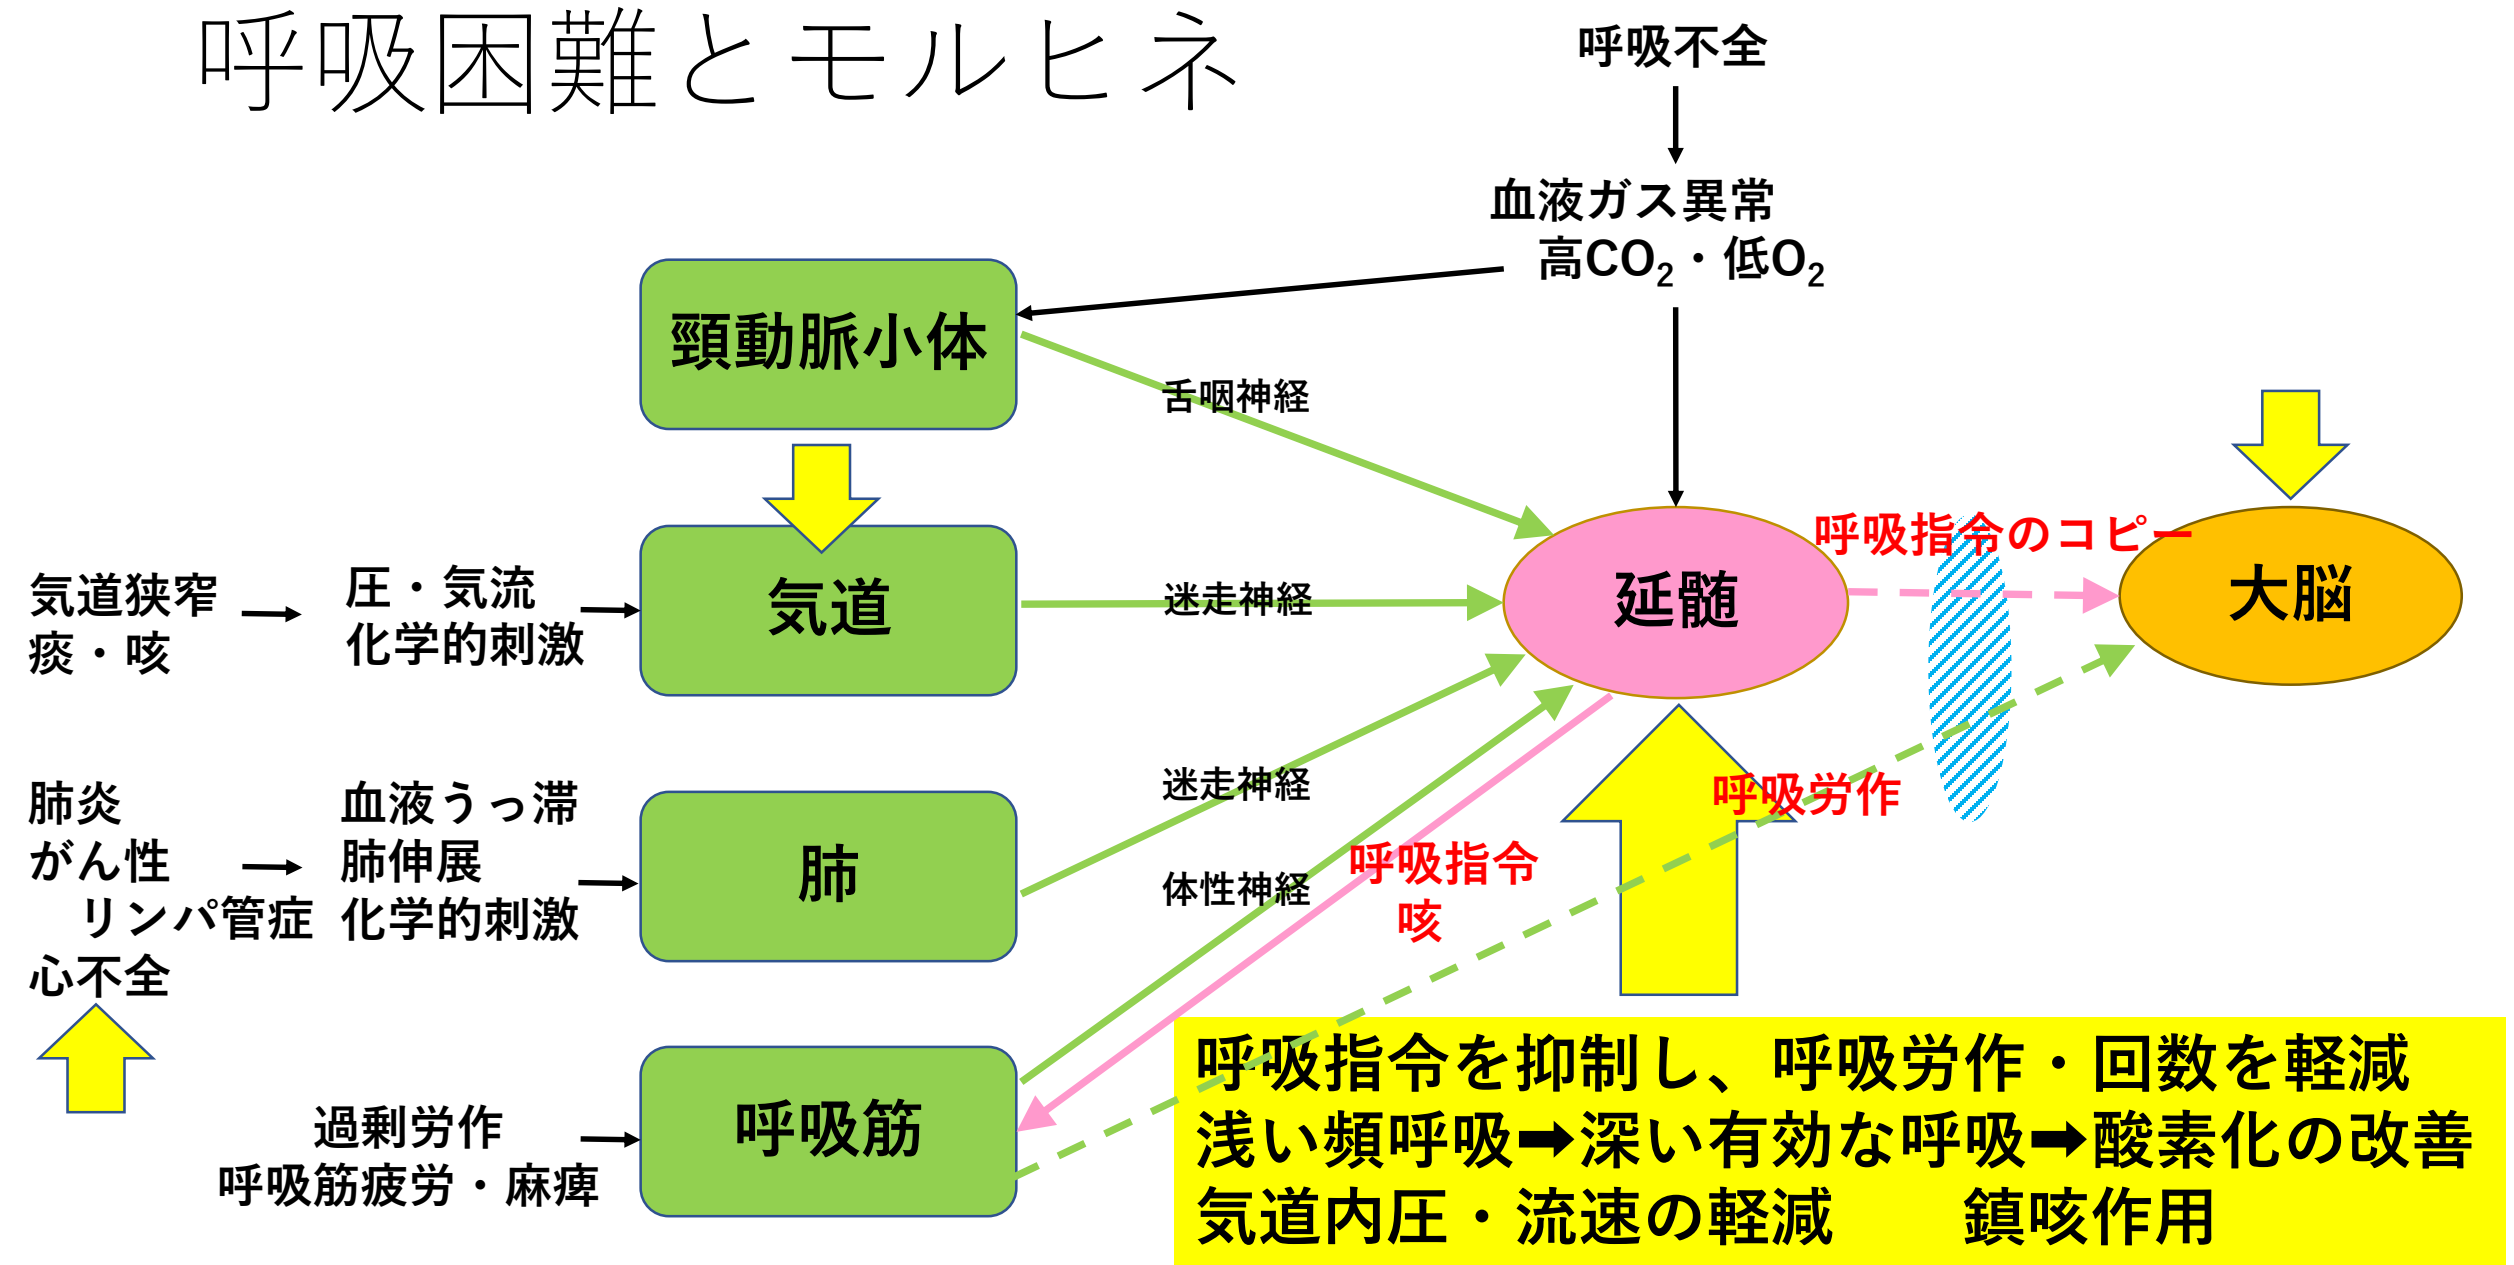 呼吸困難とモルヒネ
呼吸不全
血液ガス異常
高CO₂・低O₂
頸動脈小体
舌咽神経
気道狭窄
痰・咳
圧・気流
化学的刺激
気道
迷走神経
延髄
呼吸指令のコピー
大脳
肺炎
がん性
リンパ管症
心不全
血液うっ滞
肺伸展
化学的刺激
肺
迷走神経
体性神経
呼吸指令
咳
呼吸労作
過剰労作
呼吸筋疲労・麻痺
呼吸筋
呼吸指令を抑制し、呼吸労作・回数を軽減
浅い頻呼吸➡深い有効な呼吸➡酸素化の改善
気道内圧・流速の軽減　　鎮咳作用